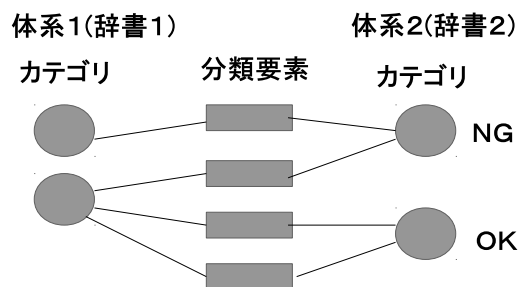 体系1(辞書1)
体系2(辞書2)
カテゴリ
分類要素
カテゴリ
NG
OK